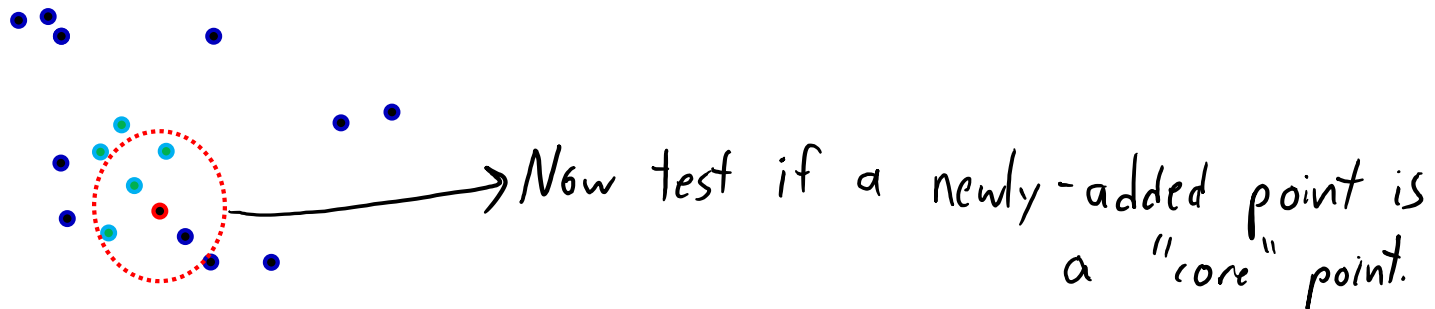 Now test if a newly-added point is
a "core" point.